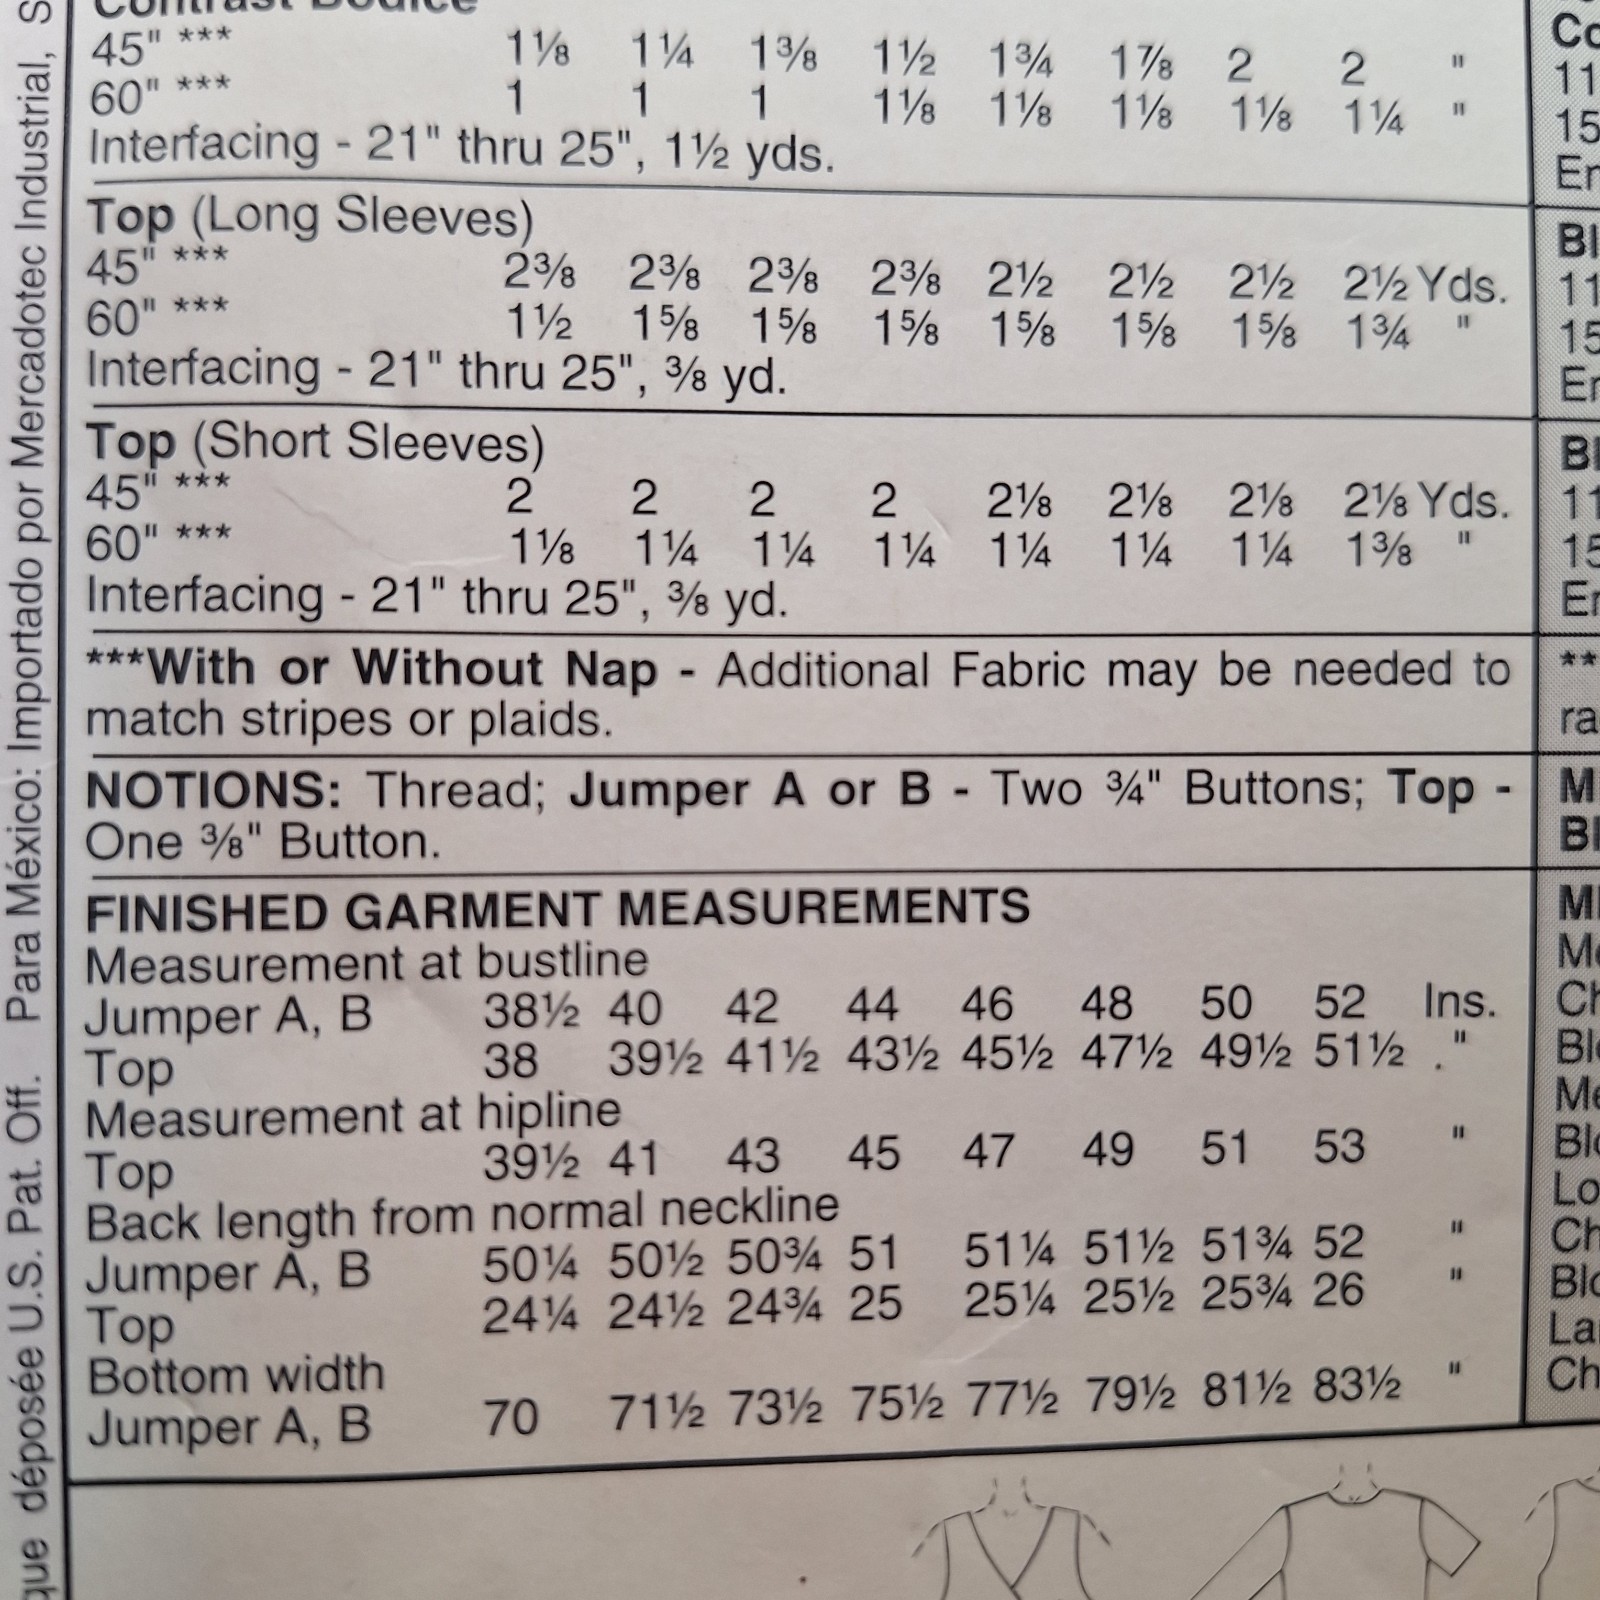 Contrast Bodice
45" *** 1⅛ 1¼ 1⅜ 1½ 1¾ 1⅞ 2 2 "
60" *** 1 1 1 1⅛ 1⅛ 1⅛ 1⅛ 1¼ "
Interfacing - 21" thru 25", 1½ yds.
Top (Long Sleeves)
45" *** 2⅜ 2⅜ 2⅜ 2⅜ 2½ 2½ 2½ 2½ Yds.
60" *** 1½ 1⅝ 1⅝ 1⅝ 1⅝ 1⅝ 1⅝ 1¾ "
Interfacing - 21" thru 25", ⅜ yd.
Top (Short Sleeves)
45" *** 2 2 2 2 2⅛ 2⅛ 2⅛ 2⅛ Yds.
60" *** 1⅛ 1¼ 1¼ 1¼ 1¼ 1¼ 1¼ 1⅜ "
Interfacing - 21" thru 25", ⅜ yd.
***With or Without Nap - Additional Fabric may be needed to
match stripes or plaids.
NOTIONS: Thread; Jumper A or B - Two ¾" Buttons; Top -
One ⅜" Button.
FINISHED GARMENT MEASUREMENTS
Measurement at bustline
Jumper A, B 38½ 40 42 44 46 48 50 52 Ins.
Top 38 39½ 41½ 43½ 45½ 47½ 49½ 51½ "
Measurement at hipline
Top 39½ 41 43 45 47 49 51 53 "
Back length from normal neckline
Jumper A, B 50¼ 50½ 50¾ 51 51¼ 51½ 51¾ 52 "
Top 24¼ 24½ 24¾ 25 25¼ 25½ 25¾ 26 "
Bottom width
Jumper A, B 70 71½ 73½ 75½ 77½ 79½ 81½ 83½ "
que déposée U.S. Pat. Off. Para México: Importado por Mercadotec Industrial, S